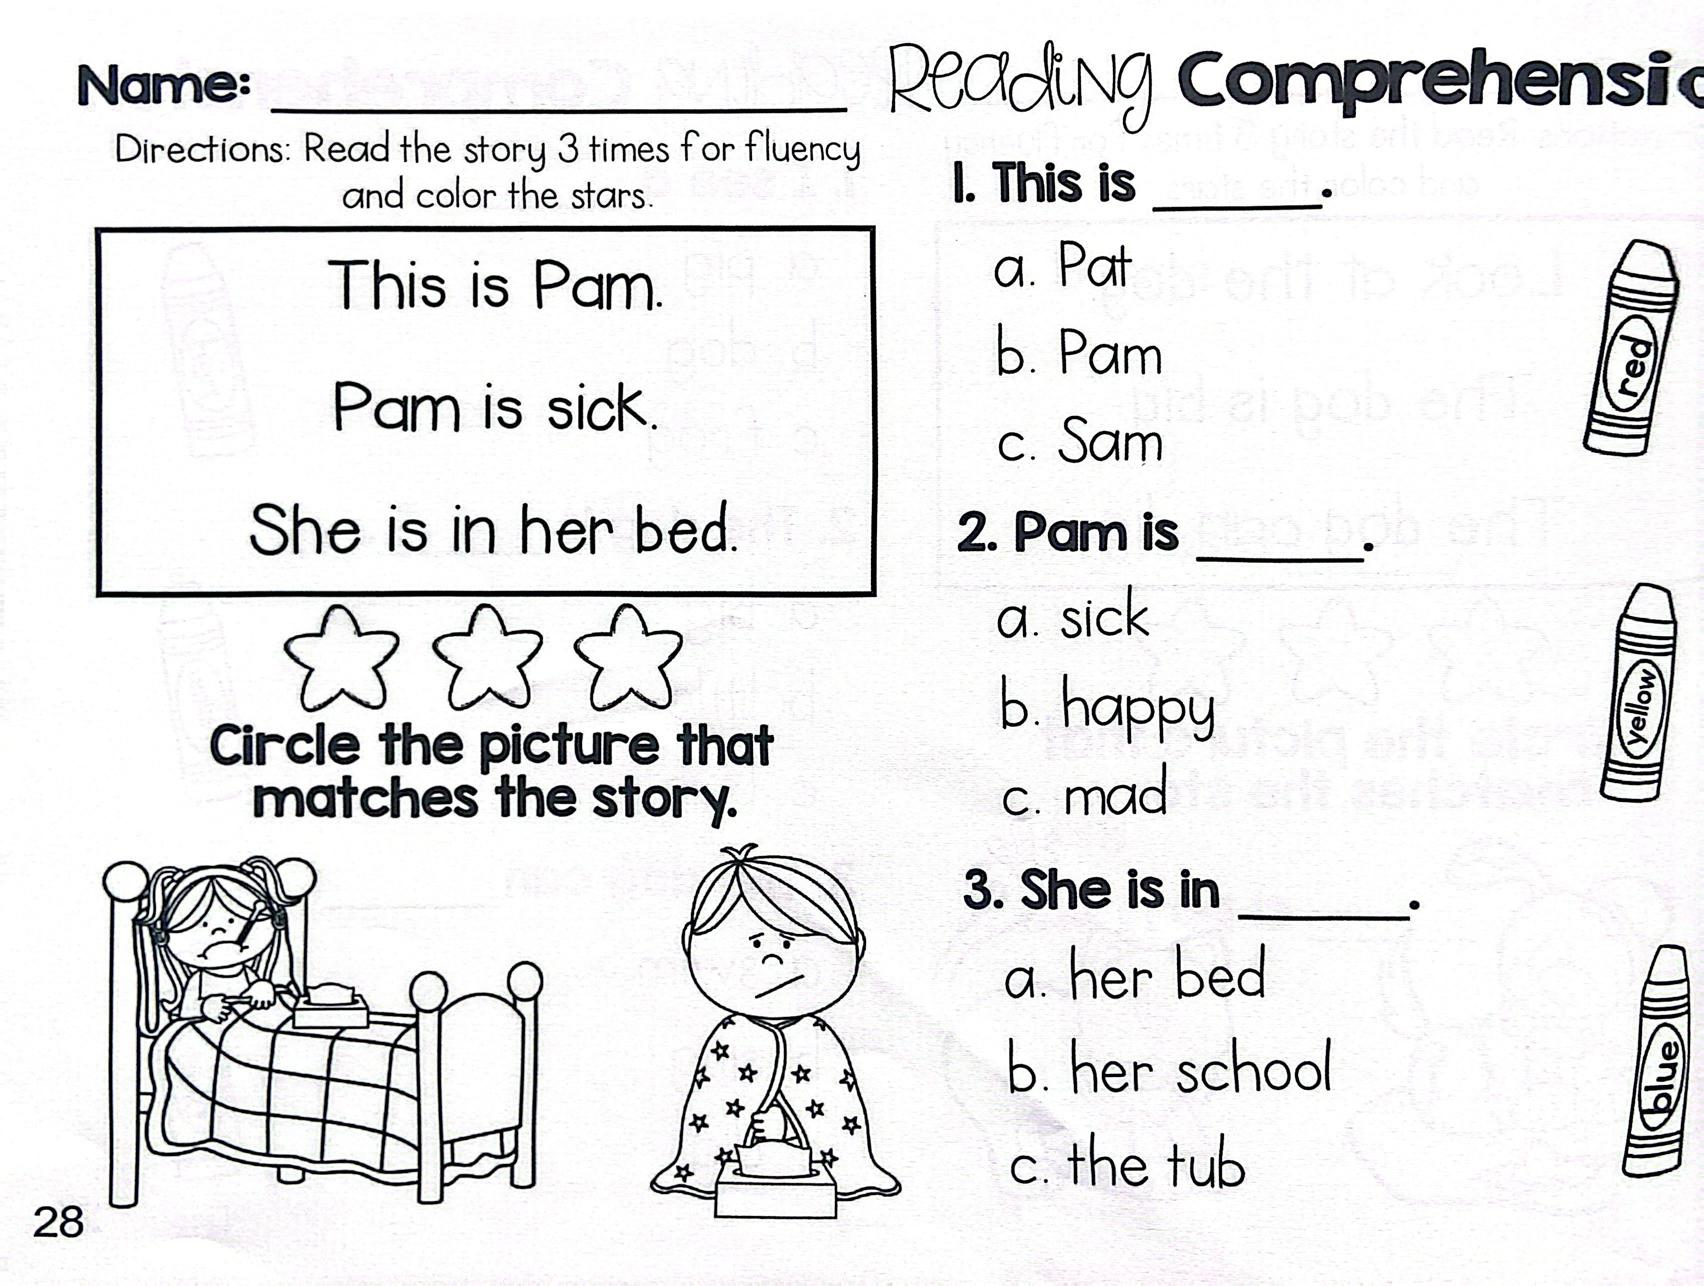 Name:
Directions: Read the story 3 times for fluency
and color the stars.
This is Pam.
Pam is sick.
She is in her bed.
Circle the picture that
matches the story.
28
Reading
1. This is ______.
a. Pat
b. Pam
c. Sam
red
2. Pam is ______.
a. sick
b. happy
c. mad
yellow
3. She is in ______.
a. her bed
b. her school
c. the tub
blue